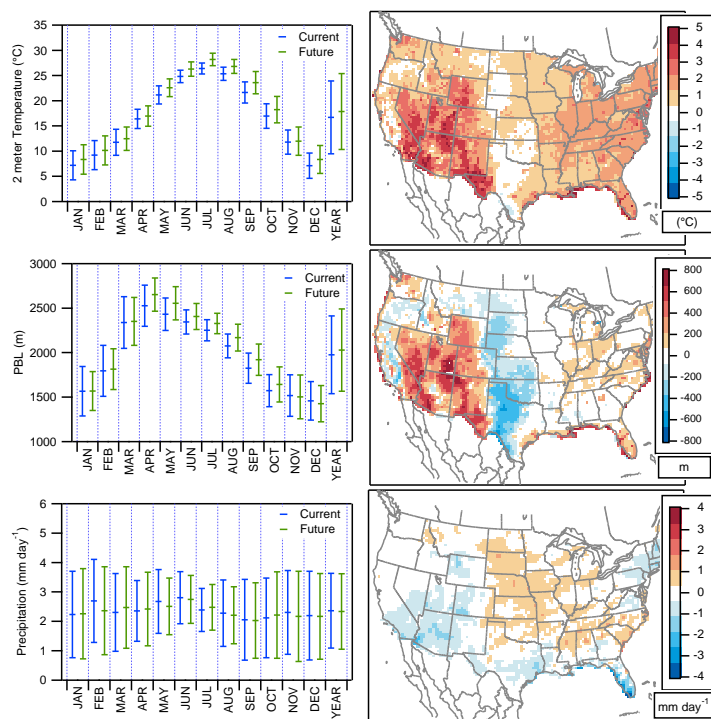 35
30
25
20
15
10
5
0
2 meter Temperature (°C)
Current
Future
JAN
FEB
MAR
APR
MAY
JUN
JUL
AUG
SEP
OCT
NOV
DEC
YEAR
5
4
3
2
1
0
-1
-2
-3
-4
-5
(°C)
3000
2500
2000
1500
1000
PBL
(m)
Current
Future
JAN
FEB
MAR
APR
MAY
JUN
JUL
AUG
SEP
OCT
NOV
DEC
YEAR
800
600
400
200
0
-200
-400
-600
-800
m
6
5
4
3
2
1
0
Precipitation (mm day⁻¹)
Current
Future
JAN
FEB
MAR
APR
MAY
JUN
JUL
AUG
SEP
OCT
NOV
DEC
YEAR
4
3
2
1
0
-1
-2
-3
-4
mm day⁻¹